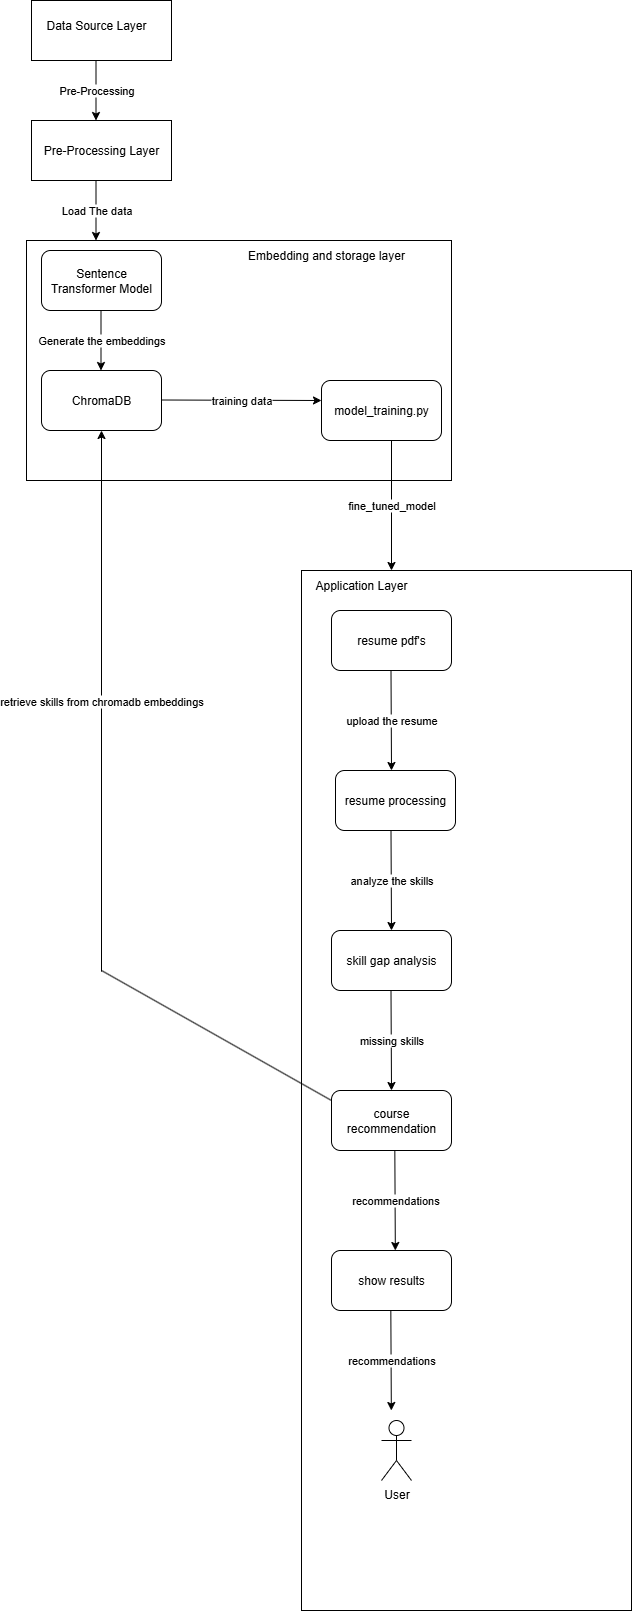 Data Source Layer
Pre-Processing
Pre-Processing Layer
Load The data
Embedding and storage layer
Sentence
Transformer Model
Generate the embeddings
ChromaDB
training data
model_training.py
fine_tuned_model
Application Layer
resume pdf's
retrieve skills from chromadb embeddings
upload the resume
resume processing
analyze the skills
skill gap analysis
missing skills
course
recommendation
recommendations
show results
recommendations
User